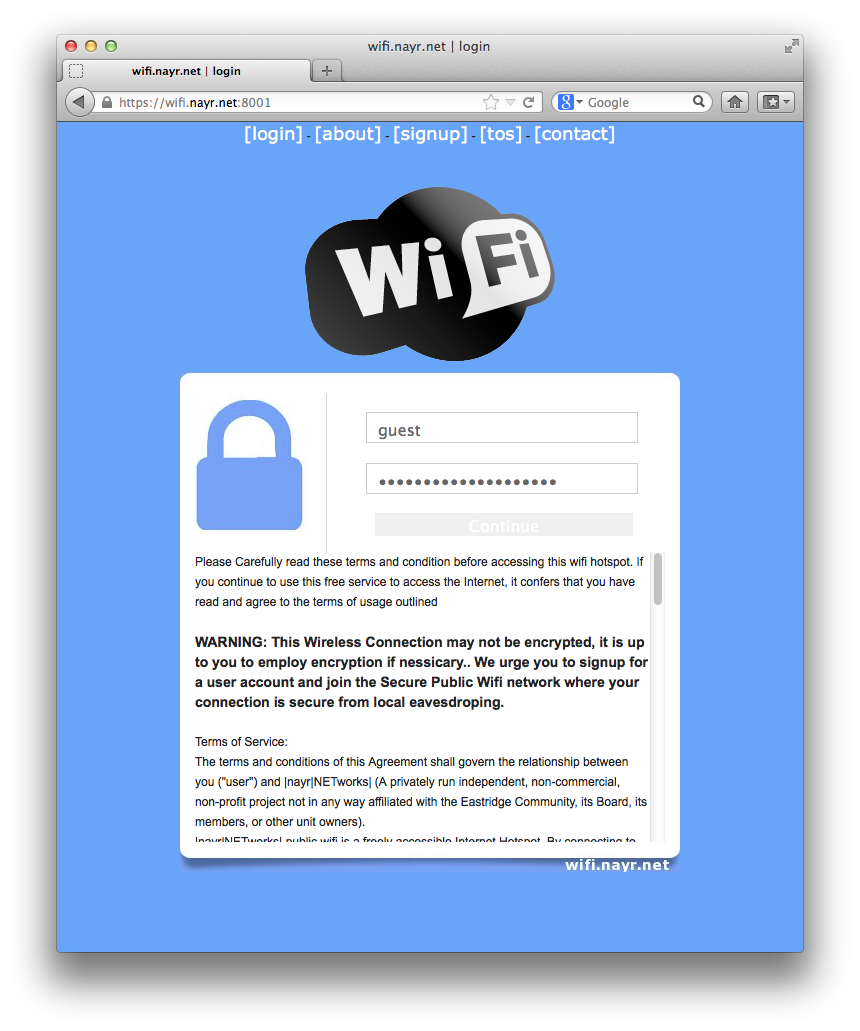 wifi.nayr.net | login
wifi.nayr.net | login
https://wifi.nayr.net:8001
Google
[login] - [about] - [signup] - [tos] - [contact]
Wi Fi
guest
Continue
Please Carefully read these terms and condition before accessing this wifi hotspot. If
you continue to use this free service to access the Internet, it confers that you have
read and agree to the terms of usage outlined
WARNING: This Wireless Connection may not be encrypted, it is up
to you to employ encryption if nessicary.. We urge you to signup for
a user account and join the Secure Public Wifi network where your
connection is secure from local eavesdroping.
Terms of Service:
The terms and conditions of this Agreement shall govern the relationship between
you ("user") and |nayr|NETworks| (A privately run independent, non-commercial,
non-profit project not in any way affiliated with the Eastridge Community, its Board, its
members, or other unit owners).
|nayr|NETworks| public wifi is a freely accessible Internet Hotspot. By connecting to
wifi.nayr.net